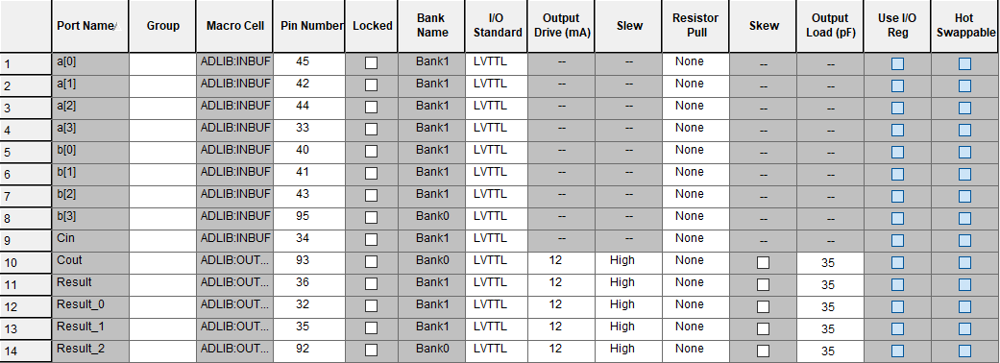 Port Name/ Group Macro Cell Pin Number Locked Bank Name I/O Standard Output Drive (mA) Slew Resistor Pull Skew Output Load (pF) Use I/O Reg Hot Swappable
1 a[0] ADLIB:INBUF 45 Bank1 LVTTL -- -- None -- --
2 a[1] ADLIB:INBUF 42 Bank1 LVTTL -- -- None -- --
3 a[2] ADLIB:INBUF 44 Bank1 LVTTL -- -- None -- --
4 a[3] ADLIB:INBUF 33 Bank1 LVTTL -- -- None -- --
5 b[0] ADLIB:INBUF 40 Bank1 LVTTL -- -- None -- --
6 b[1] ADLIB:INBUF 41 Bank1 LVTTL -- -- None -- --
7 b[2] ADLIB:INBUF 43 Bank1 LVTTL -- -- None -- --
8 b[3] ADLIB:INBUF 95 Bank0 LVTTL -- -- None -- --
9 Cin ADLIB:INBUF 34 Bank1 LVTTL -- -- None -- --
10 Cout ADLIB:OUT... 93 Bank0 LVTTL 12 High None 35
11 Result ADLIB:OUT... 36 Bank1 LVTTL 12 High None 35
12 Result_0 ADLIB:OUT... 32 Bank1 LVTTL 12 High None 35
13 Result_1 ADLIB:OUT... 35 Bank1 LVTTL 12 High None 35
14 Result_2 ADLIB:OUT... 92 Bank0 LVTTL 12 High None 35